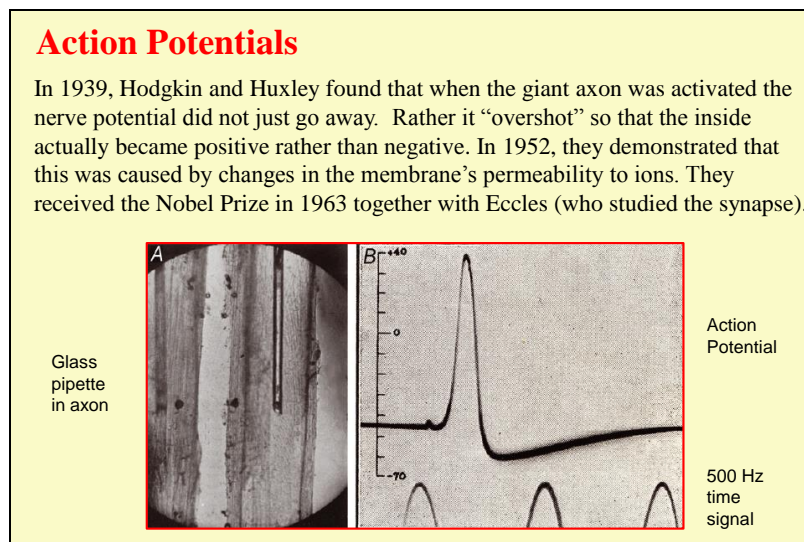 Action Potentials
In 1939, Hodgkin and Huxley found that when the giant axon was activated the
nerve potential did not just go away.  Rather it “overshot” so that the inside
actually became positive rather than negative. In 1952, they demonstrated that
this was caused by changes in the membrane’s permeability to ions. They
received the Nobel Prize in 1963 together with Eccles (who studied the synapse).
A
B
+40
0
-70
Glass
pipette
in axon
Action
Potential
500 Hz
time
signal